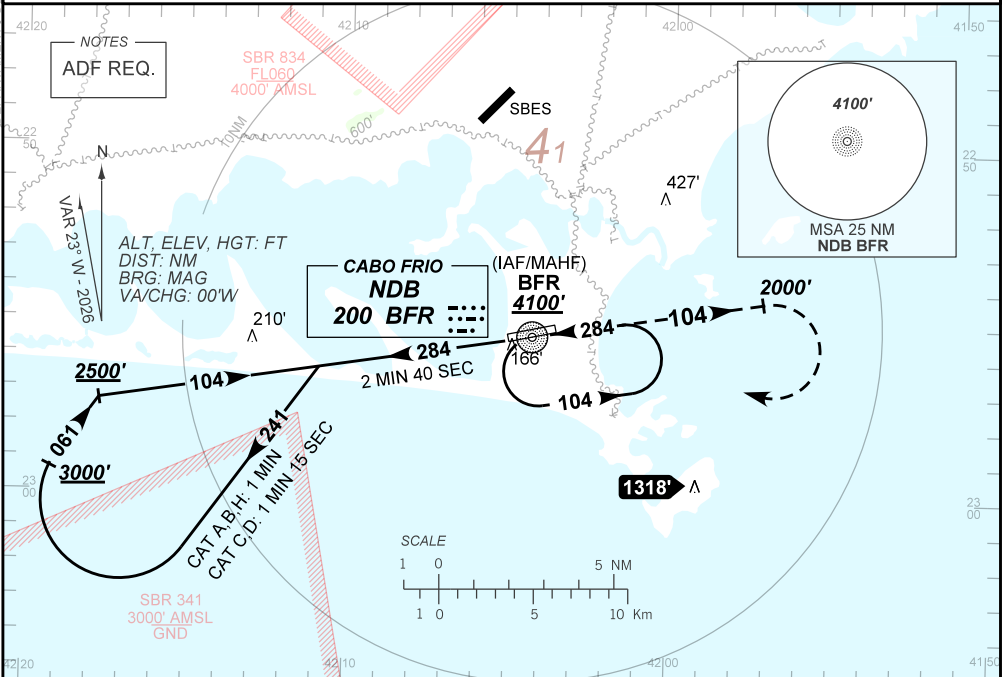 42 20
42 10
42 00
41 50
NOTES
ADF REQ.
SBR 834
FL060
4000' AMSL
SBES
4100'
10NM
600'
41
22
50
22
50
N
427'
MSA 25 NM
NDB BFR
VAR 23° W - 2026
ALT, ELEV, HGT: FT
DIST: NM
BRG: MAG
VA/CHG: 00'W
CABO FRIO
NDB
200 BFR
(IAF/MAHF)
BFR
4100'
2000'
210'
104
284
284
166'
2500'
104
2 MIN 40 SEC
104
061
241
3000'
CAT A,B,H: 1 MIN
CAT C,D: 1 MIN 15 SEC
23
00
1318'
23
00
SCALE
1 0 5 NM
1 0 5 10 Km
SBR 341
3000' AMSL
GND
42 20
42 10
42 00
41 50